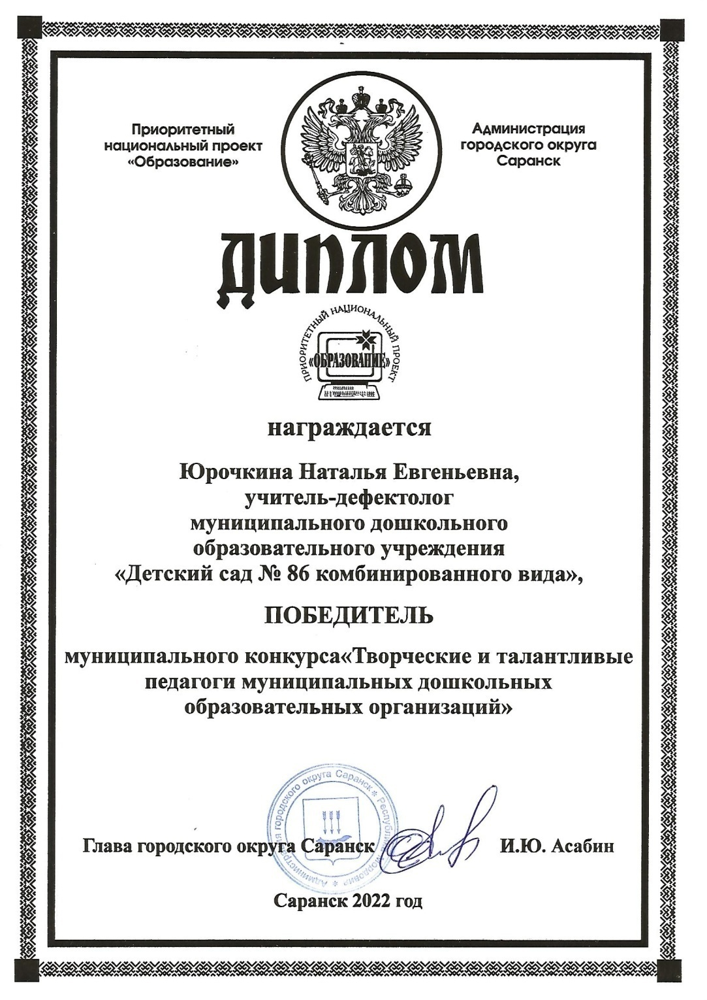 Приоритетный
национальный проект
«Образование»
Администрация
городского округа
Саранск
ДИПЛОМ
ПРИОРИТЕТНЫЙ НАЦИОНАЛЬНЫЙ ПРОЕКТ
«ОБРАЗОВАНИЕ»
награждается
Юрочкина Наталья Евгеньевна,
учитель-дефектолог
муниципального дошкольного
образовательного учреждения
«Детский сад № 86 комбинированного вида»,
ПОБЕДИТЕЛЬ
муниципального конкурса«Творческие и талантливые
педагоги муниципальных дошкольных
образовательных организаций»
Администрация городского округа Саранск * Республика Мордовия *
Глава городского округа Саранск И.Ю. Асабин
Саранск 2022 год